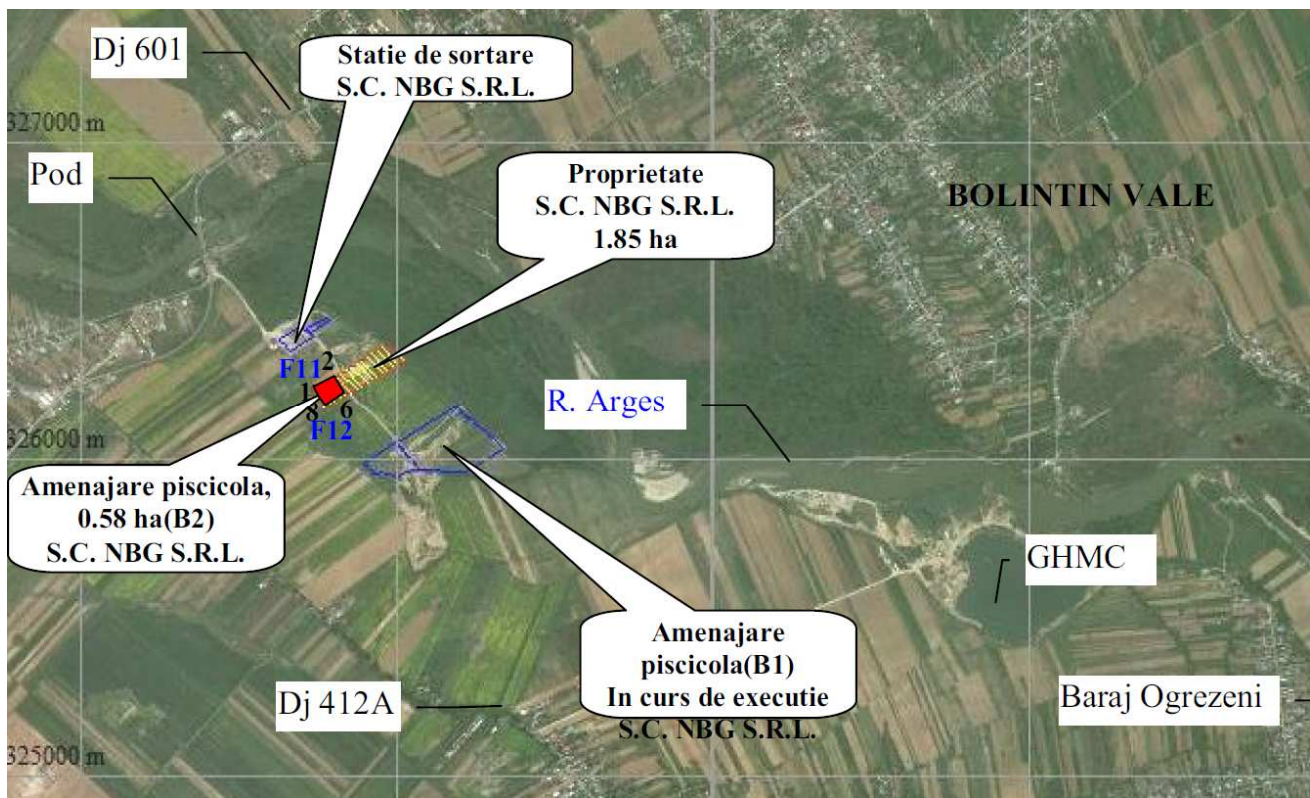 Dj 601
Statie de sortare
S.C. NBG S.R.L.
327000 m
Pod
Proprietate
S.C. NBG S.R.L.
1.85 ha
BOLINTIN VALE
F11
2
1
8
6
F12
R. Arges
326000 m
Amenajare piscicola,
0.58 ha(B2)
S.C. NBG S.R.L.
GHMC
Amenajare
piscicola(B1)
In curs de executie
S.C. NBG S.R.L.
Dj 412A
Baraj Ogrezeni
325000 m